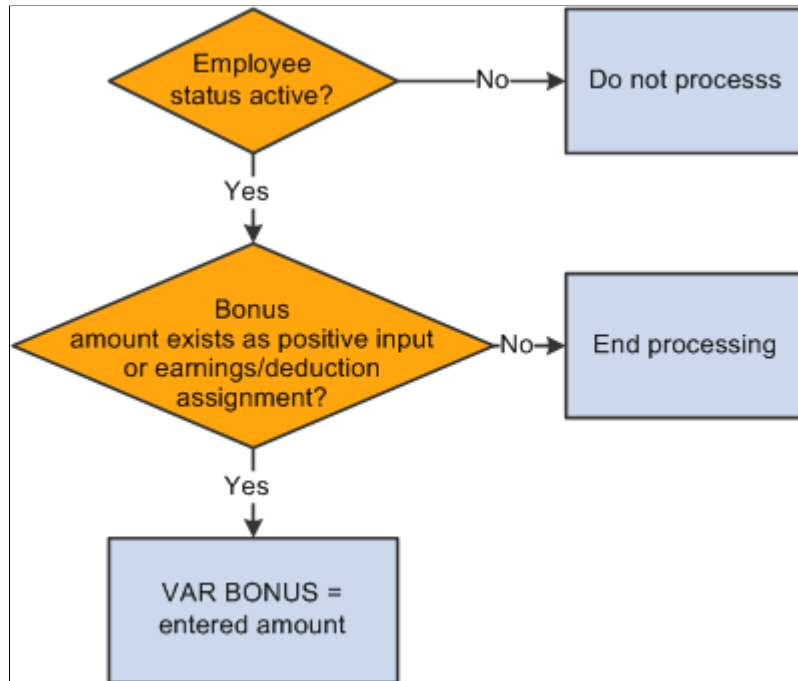 Employee
status active?
No
Do not processs
Yes
Bonus
amount exists as positive input
or earnings/deduction
assignment?
No
End processing
Yes
VAR BONUS =
entered amount